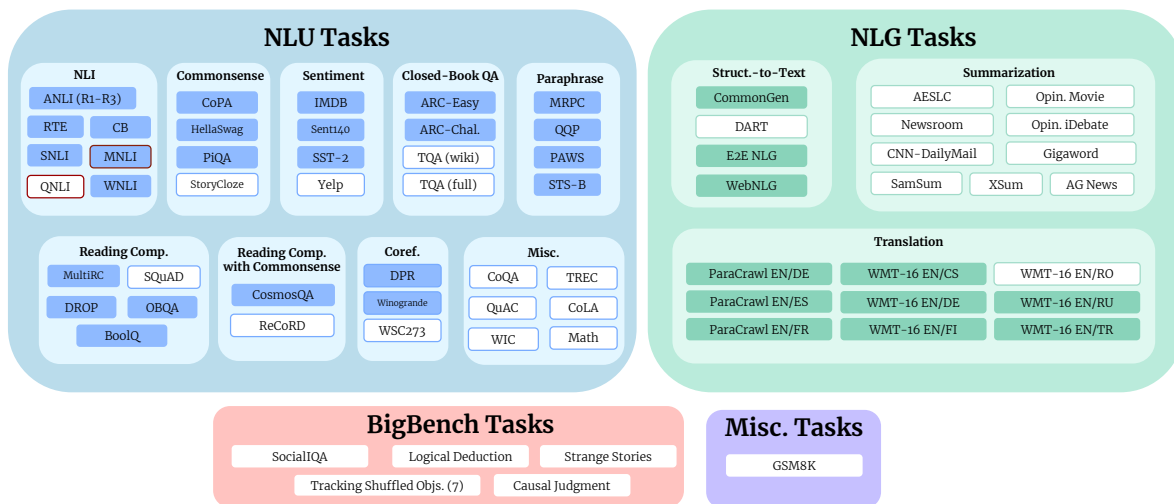 NLU Tasks
NLI
ANLI (R1-R3)
RTE
CB
SNLI
MNLI
QNLI
WNLI
Commonsense
CoPA
HellaSwag
PiQA
StoryCloze
Sentiment
IMDB
Sent140
SST-2
Yelp
Closed-Book QA
ARC-Easy
ARC-Chal.
TQA (wiki)
TQA (full)
Paraphrase
MRPC
QQP
PAWS
STS-B
Reading Comp.
MultiRC
SQuAD
DROP
OBQA
BoolQ
Reading Comp.
with Commonsense
CosmosQA
ReCoRD
Coref.
DPR
Winogrande
WSC273
Misc.
CoQA
TREC
QuAC
CoLA
WIC
Math
NLG Tasks
Struct.-to-Text
CommonGen
DART
E2E NLG
WebNLG
Summarization
AESLC
Opin. Movie
Newsroom
Opin. iDebate
CNN-DailyMail
Gigaword
SamSum
XSum
AG News
Translation
ParaCrawl EN/DE
WMT-16 EN/CS
WMT-16 EN/RO
ParaCrawl EN/ES
WMT-16 EN/DE
WMT-16 EN/RU
ParaCrawl EN/FR
WMT-16 EN/FI
WMT-16 EN/TR
BigBench Tasks
SocialIQA
Logical Deduction
Strange Stories
Tracking Shuffled Objs. (7)
Causal Judgment
Misc. Tasks
GSM8K